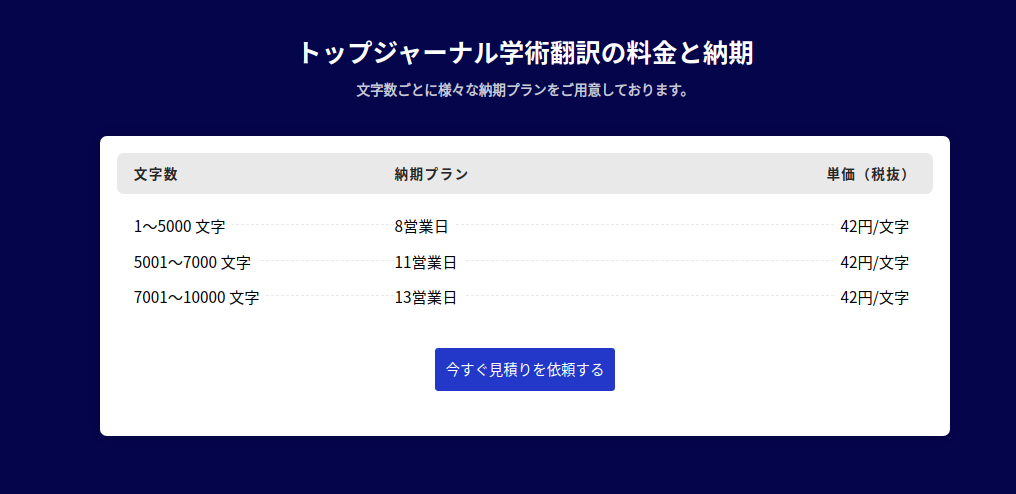 トップジャーナル学術翻訳の料金と納期
文字数ごとに様々な納期プランをご用意しております。
文字数 納期プラン 単価（税抜）
1～5000 文字 8営業日 42円/文字
5001～7000 文字 11営業日 42円/文字
7001～10000 文字 13営業日 42円/文字
今すぐ見積りを依頼する